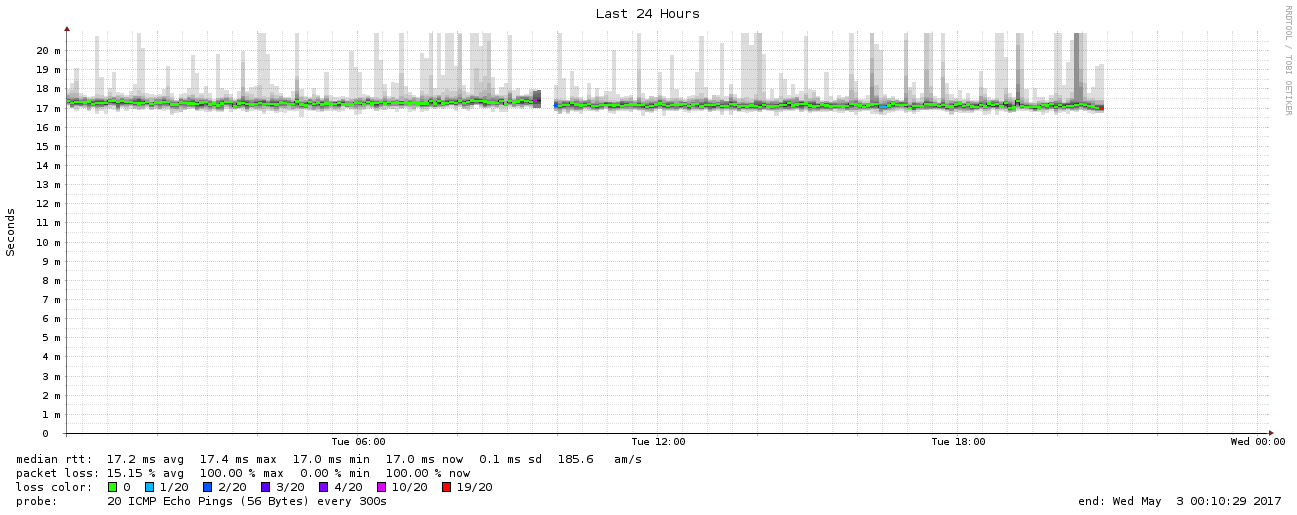 Last 24 Hours
RRDTOOL / TOBI OETIKER
Seconds
20 m
19 m
18 m
17 m
16 m
15 m
14 m
13 m
12 m
11 m
10 m
9 m
8 m
7 m
6 m
5 m
4 m
3 m
2 m
1 m
0
Tue 06:00 Tue 12:00 Tue 18:00 Wed 00:00
median rtt: 17.2 ms avg 17.4 ms max 17.0 ms min 17.0 ms now 0.1 ms sd 185.6 am/s
packet loss: 15.15 % avg 100.00 % max 0.00 % min 100.00 % now
loss color: 0 1/20 2/20 3/20 4/20 10/20 19/20
probe: 20 ICMP Echo Pings (56 Bytes) every 300s end: Wed May 3 00:10:29 2017